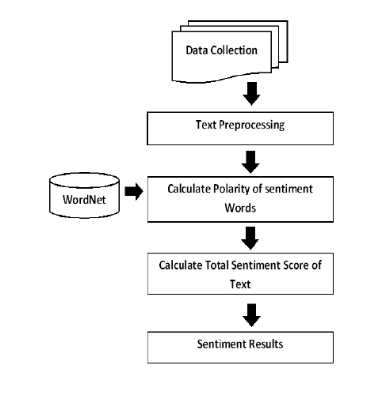 Data Collection
Text Preprocessing
WordNet
Calculate Polarity of sentiment
Words
Calculate Total Sentiment Score of
Text
Sentiment Results